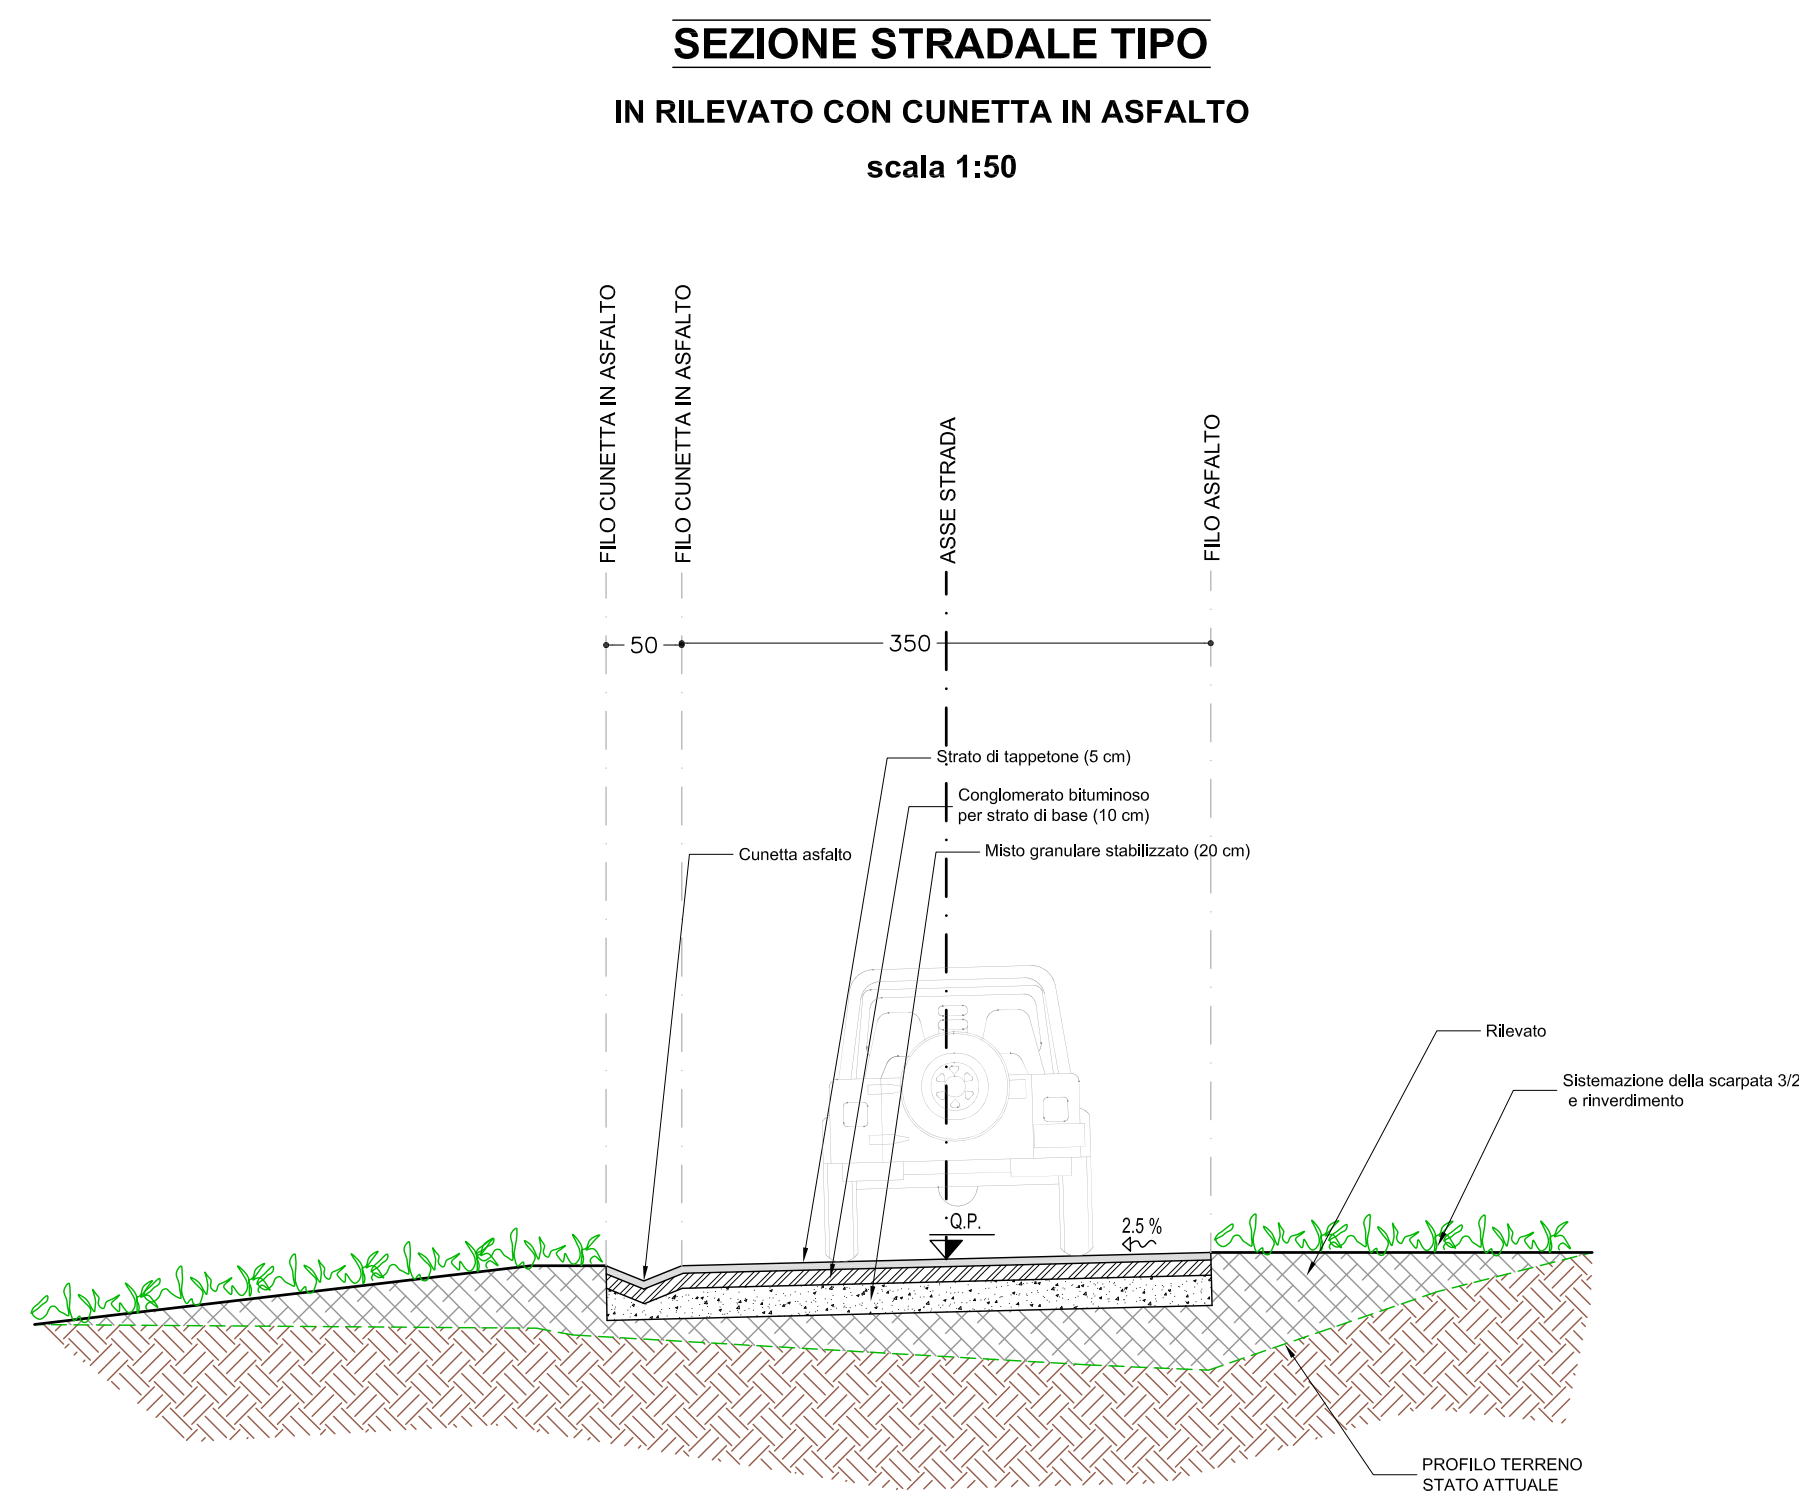 SEZIONE STRADALE TIPO
IN RILEVATO CON CUNETTA IN ASFALTO
scala 1:50
FILO CUNETTA IN ASFALTO
FILO CUNETTA IN ASFALTO
ASSE STRADA
FILO ASFALTO
50
350
Strato di tappetone (5 cm)
Conglomerato bituminoso
per strato di base (10 cm)
Cunetta asfalto
Misto granulare stabilizzato (20 cm)
Rilevato
Sistemazione della scarpata 3/2
e rinverdimento
Q.P.
2.5 %
PROFILO TERRENO
STATO ATTUALE